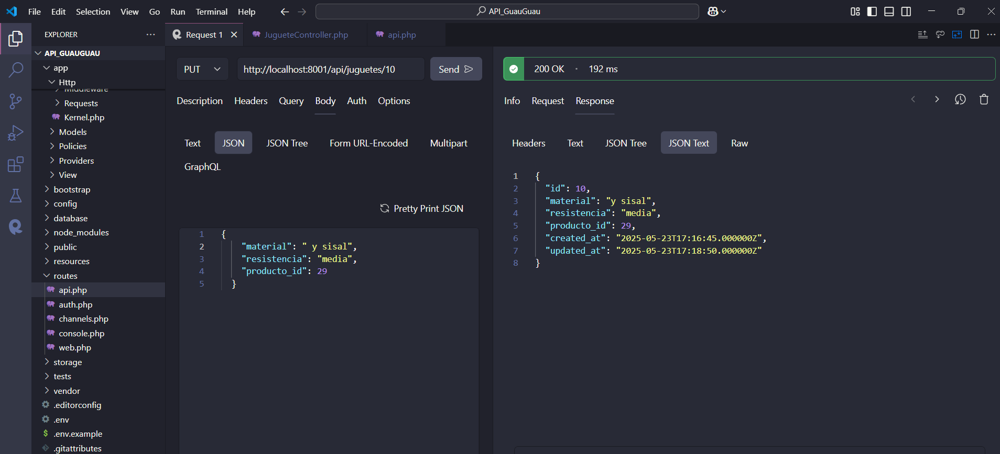 File Edit Selection View Go Run Terminal Help
API_GuauGuau
EXPLORER
API_GUAUGUAU
app
Http
Middleware
Requests
Kernel.php
Models
Policies
Providers
View
bootstrap
config
database
node_modules
public
resources
routes
api.php
auth.php
channels.php
console.php
web.php
storage
tests
vendor
.editorconfig
.env
$ .env.example
.gitattributes
Request 1
JugueteController.php
api.php
PUT
http://localhost:8001/api/juguetes/10
Send
Description Headers Query Body Auth Options
Text JSON JSON Tree Form URL-Encoded Multipart
GraphQL
Pretty Print JSON
1 {
2 "material": " y sisal",
3 "resistencia": "media",
4 "producto_id": 29
5 }
200 OK · 192 ms
Info Request Response
Headers Text JSON Tree JSON Text Raw
1 {
2 "id": 10,
3 "material": "y sisal",
4 "resistencia": "media",
5 "producto_id": 29,
6 "created_at": "2025-05-23T17:16:45.000000Z",
7 "updated_at": "2025-05-23T17:18:50.000000Z"
8 }